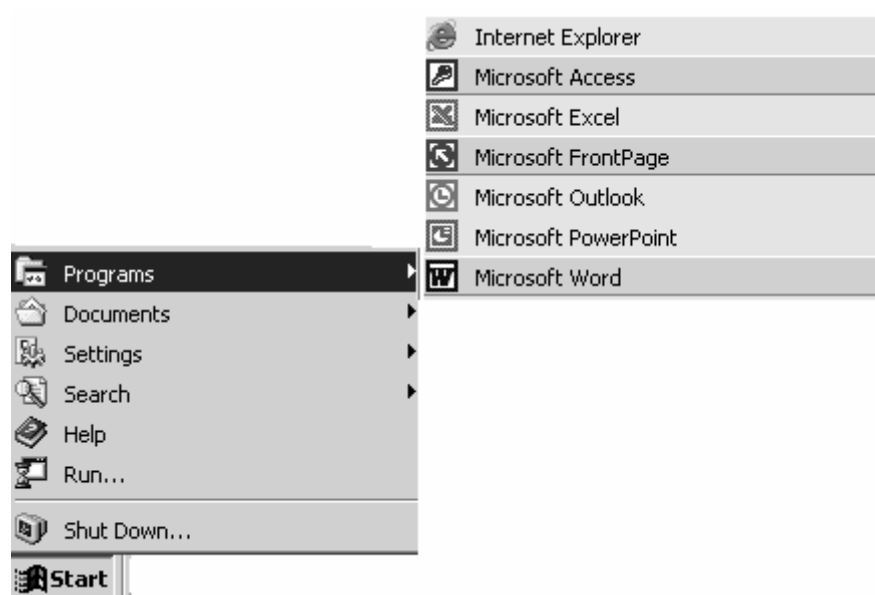 Internet Explorer
Microsoft Access
Microsoft Excel
Microsoft FrontPage
Microsoft Outlook
Microsoft PowerPoint
Microsoft Word
Programs
Documents
Settings
Search
Help
Run...
Shut Down...
Start